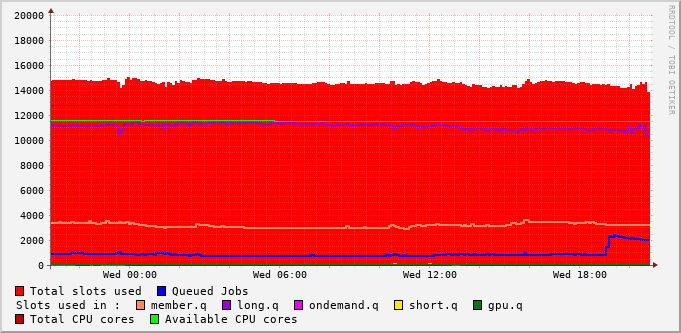 RRDTOOL / TOBI OETIKER
20000
18000
16000
14000
12000
10000
8000
6000
4000
2000
0
Wed 00:00 Wed 06:00 Wed 12:00 Wed 18:00
Total slots used Queued Jobs
Slots used in : member.q long.q ondemand.q short.q gpu.q
Total CPU cores Available CPU cores